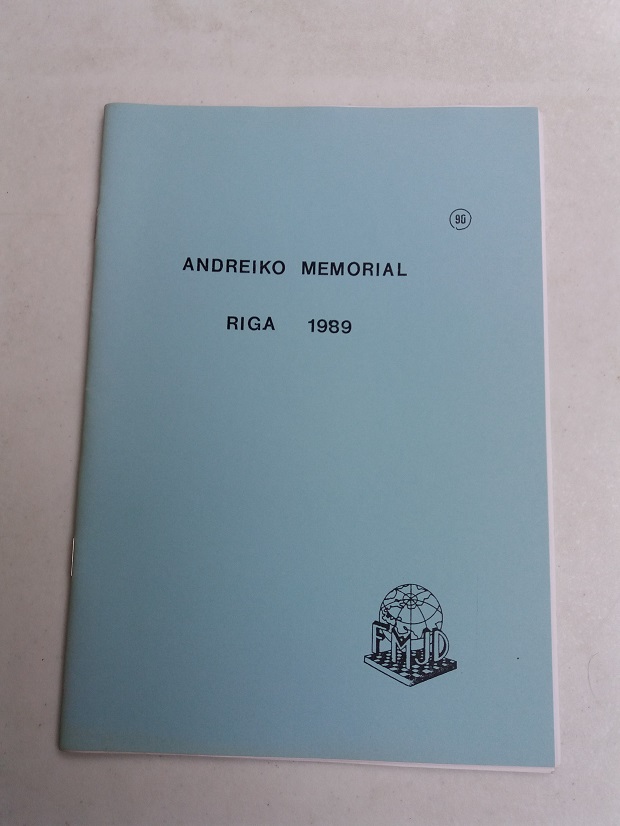 90
ANDREIKO MEMORIAL
RIGA 1989
FMJD